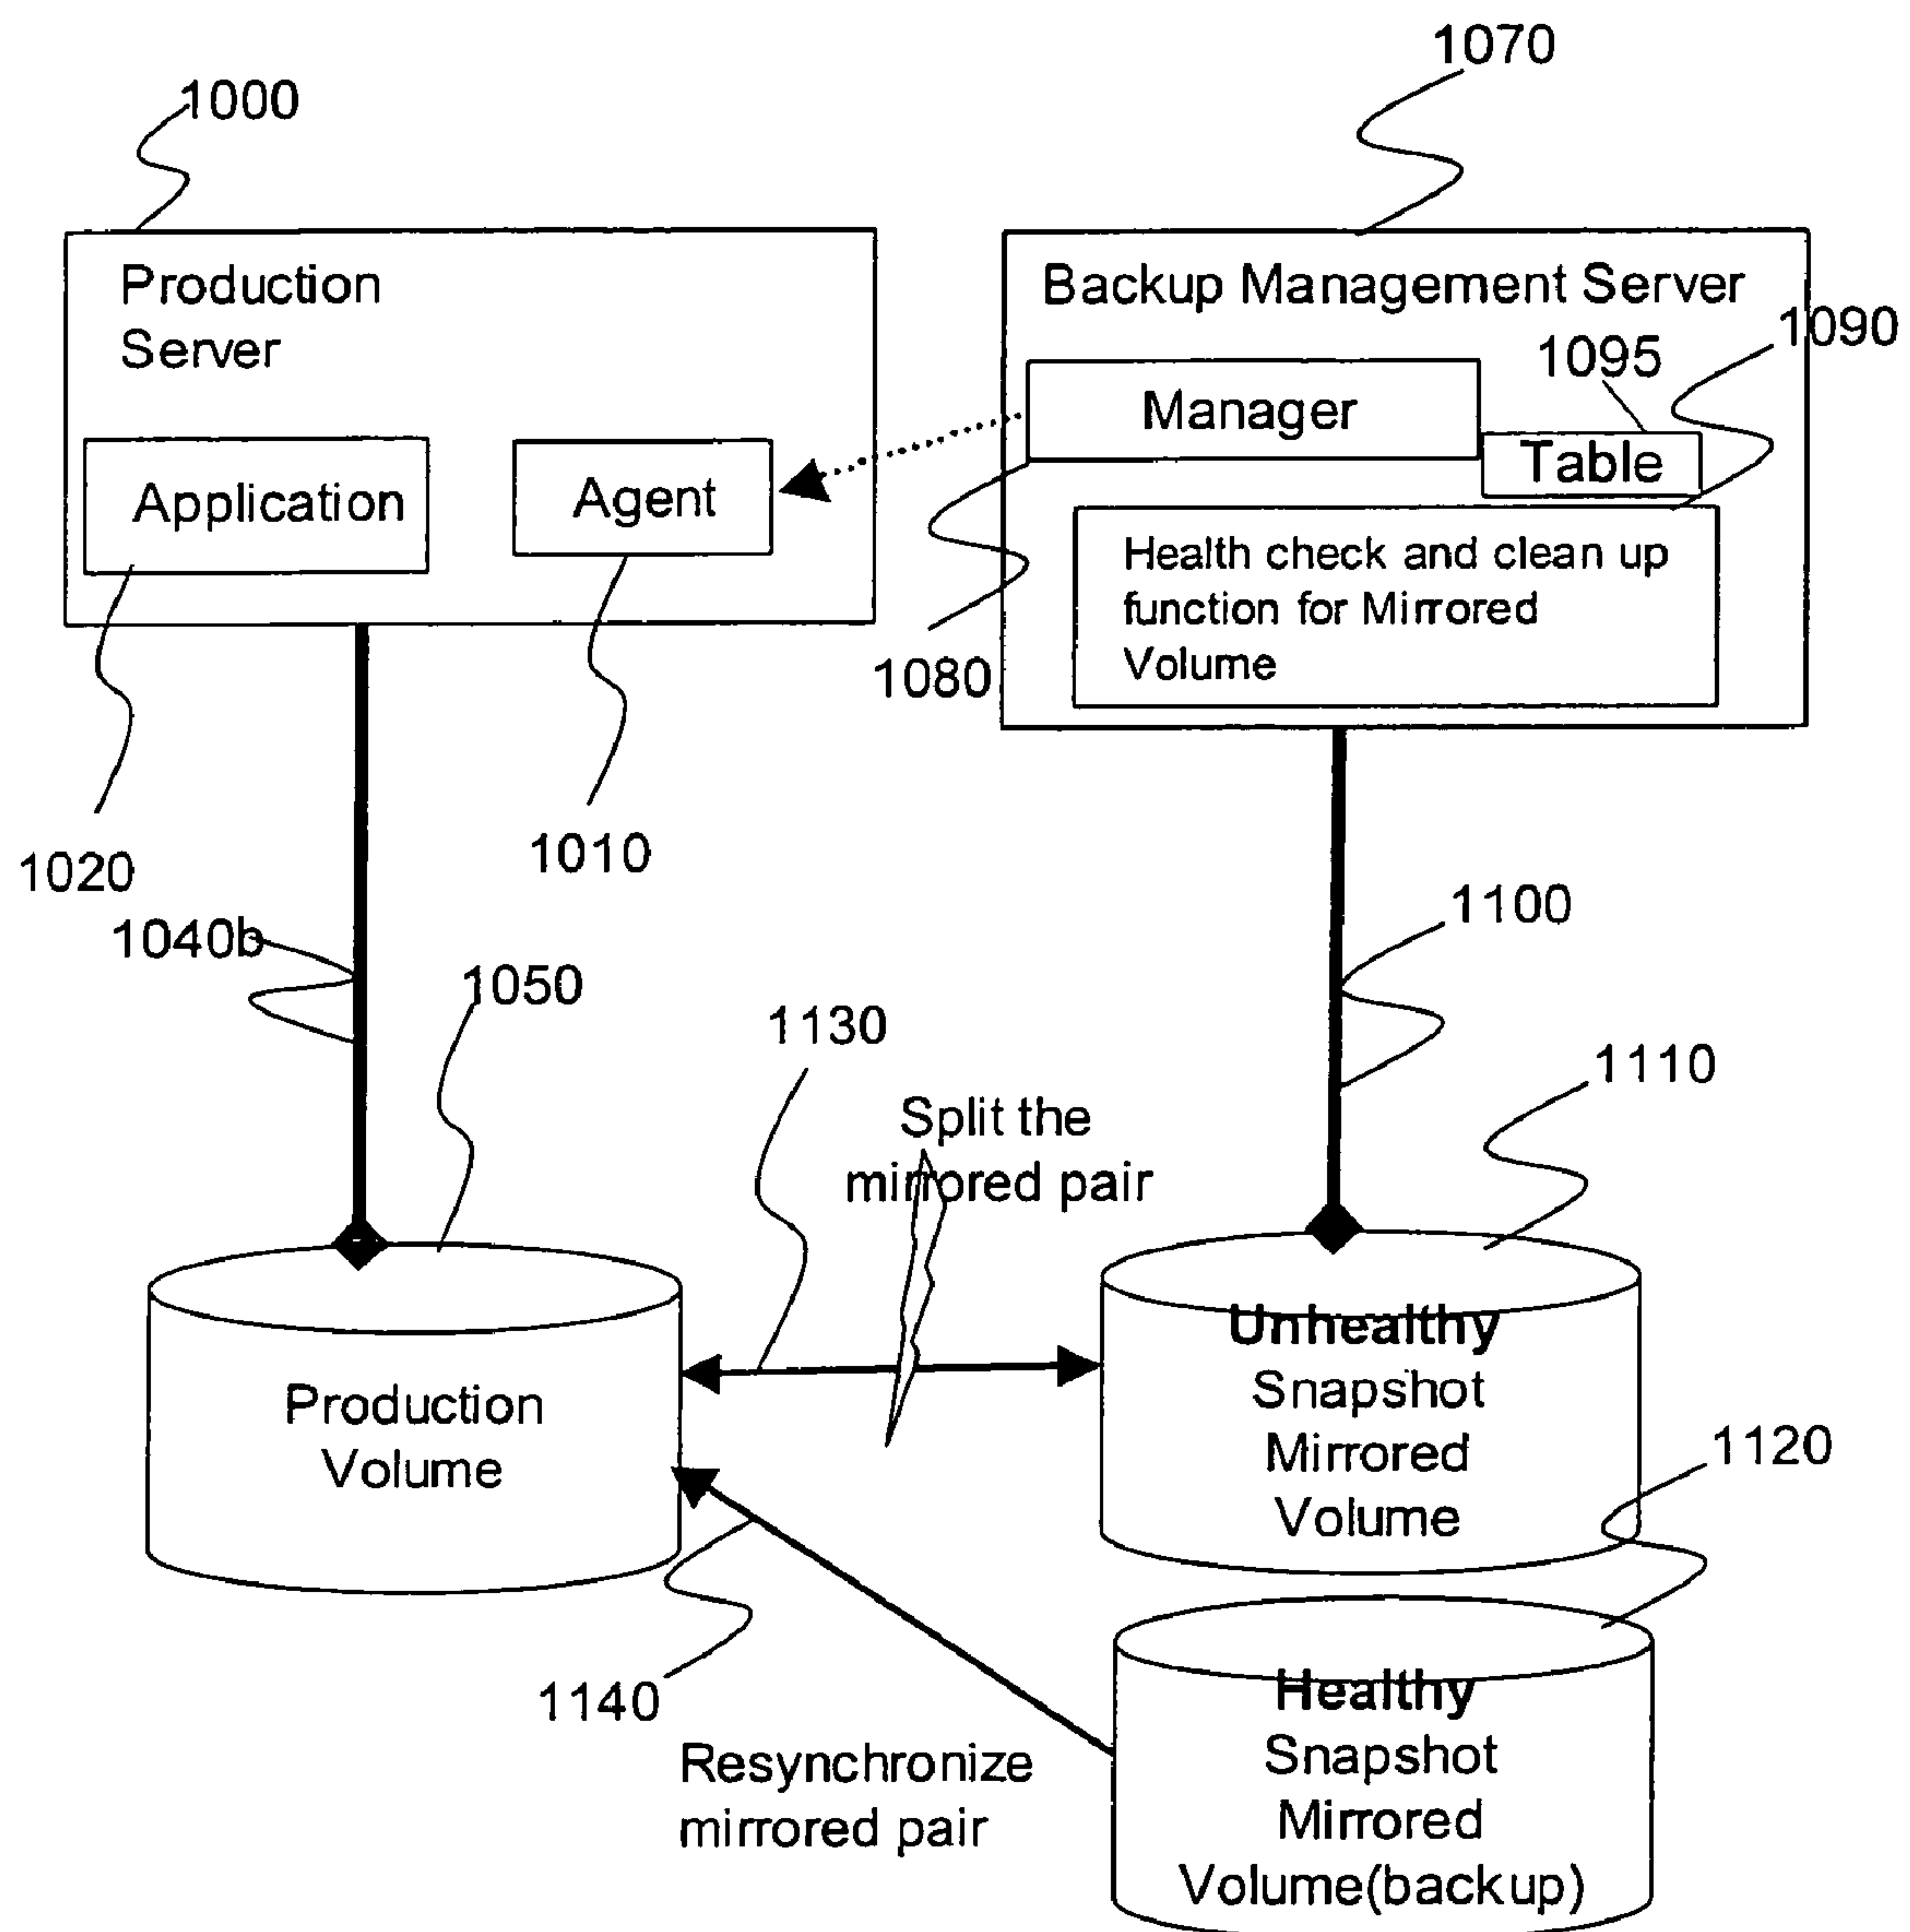 1070
1000
Production
Server
Backup Management Server
1090
1095
Manager
Table
Application
Agent
Health check and clean up
function for Mirrored
Volume
1080
1020
1010
1040b
1100
1050
1130
1110
Split the
mirrored pair
Unhealthy
Snapshot
Mirrored
Volume
Production
Volume
1120
1140
Healthy
Snapshot
Mirrored
Volume(backup)
Resynchronize
mirrored pair